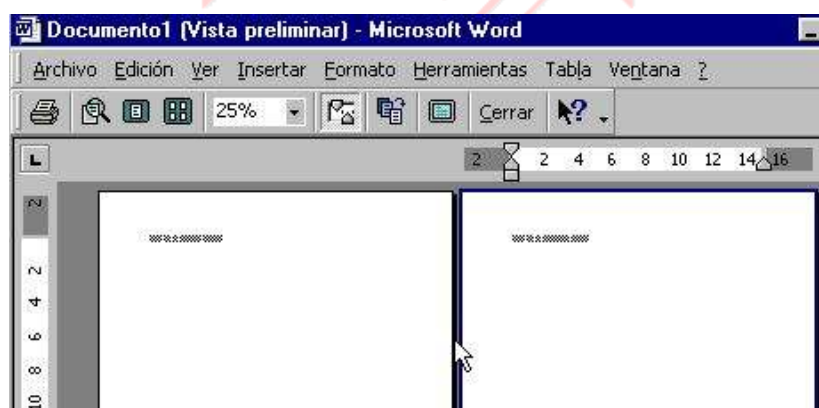 Documento1 (Vista preliminar) - Microsoft Word
Archivo Edición Ver Insertar Formato Herramientas Tabla Ventana ?
25% Cerrar
2 2 4 6 8 10 12 14 16
2
2
4
6
8
10